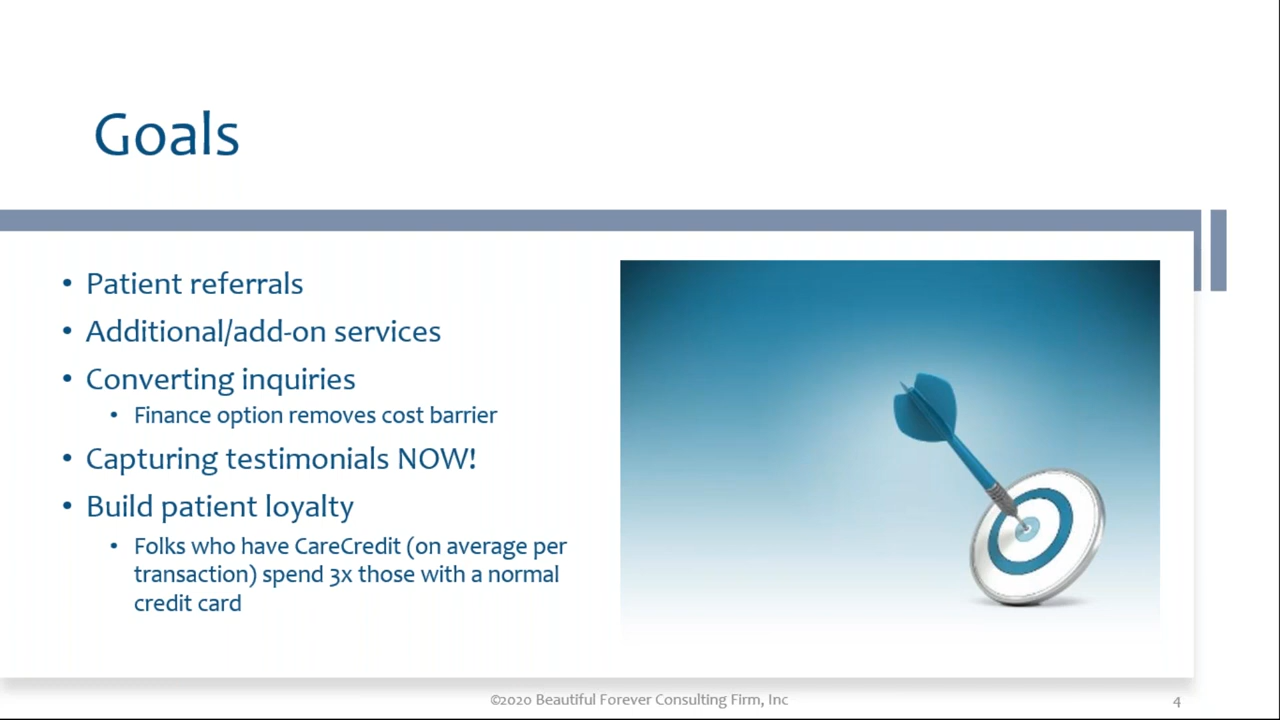 Goals
• Patient referrals
• Additional/add-on services
• Converting inquiries
• Finance option removes cost barrier
• Capturing testimonials NOW!
• Build patient loyalty
• Folks who have CareCredit (on average per
transaction) spend 3x those with a normal
credit card
©2020 Beautiful Forever Consulting Firm, Inc
4